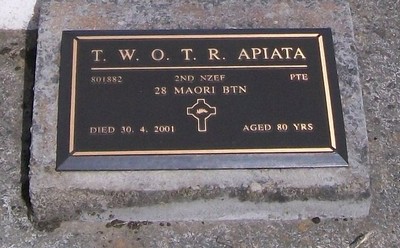 T. W. O. T. R. APIATA
801882 2ND NZEF PTE
28 MAORI BTN
DIED 30. 4. 2001 AGED 80 YRS